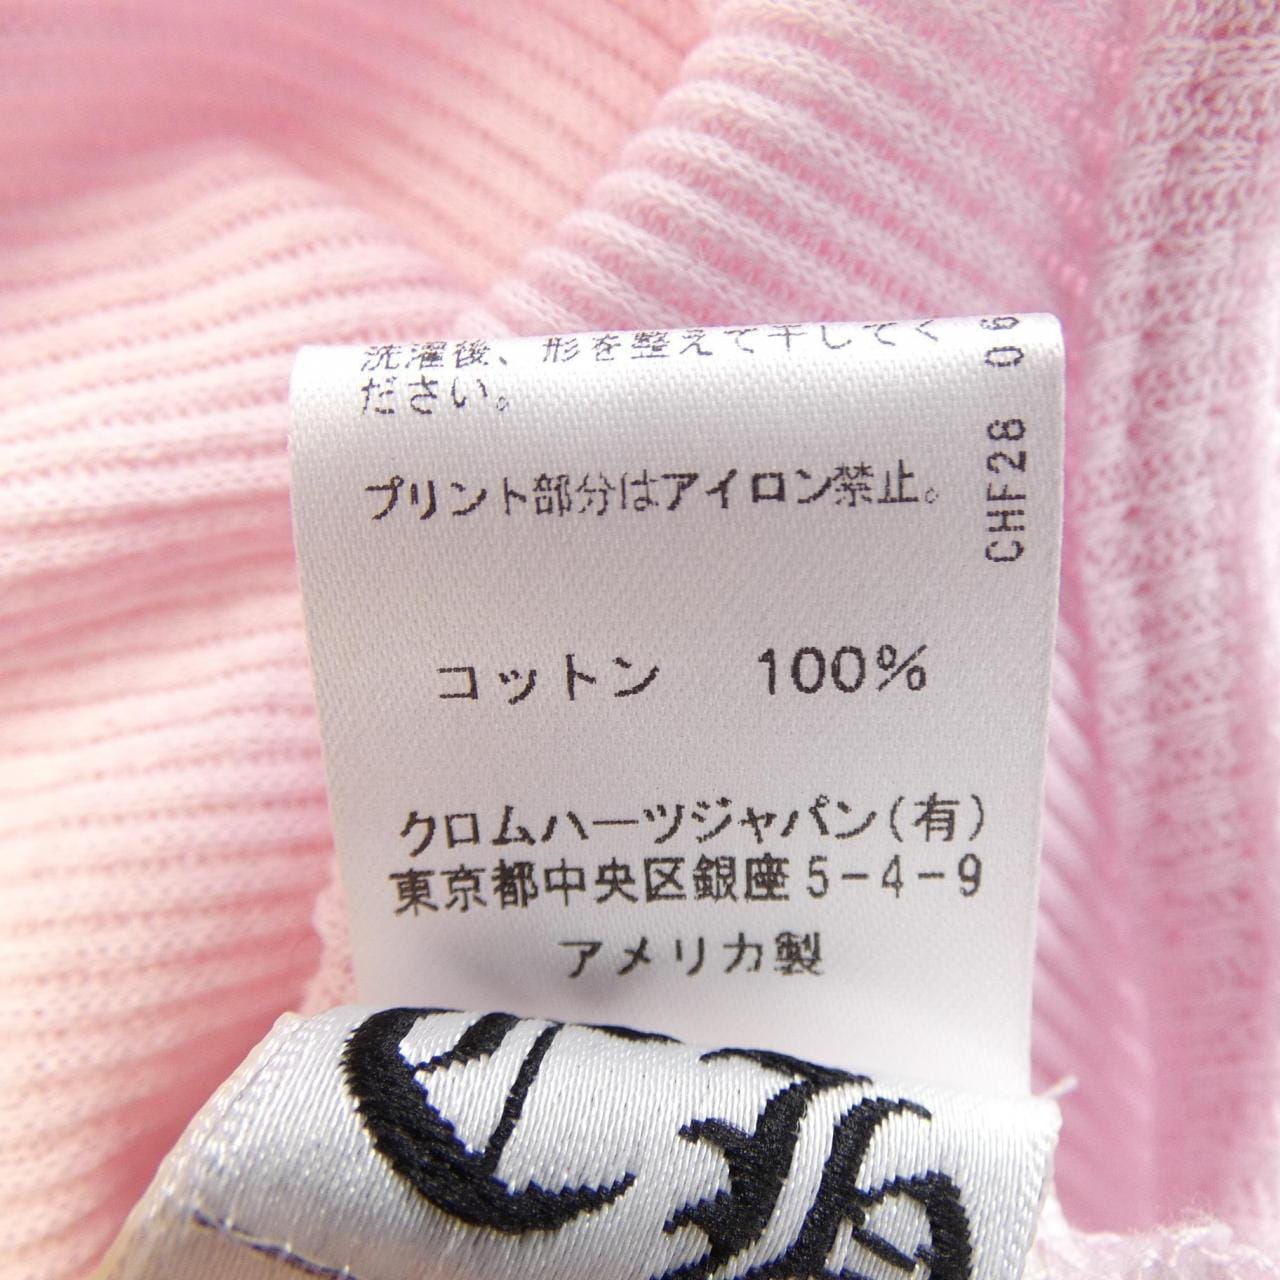 洗濯後、形を整えて干してく
ださい。
プリント部分はアイロン禁止。
コットン 100%
クロムハーツジャパン(有)
東京都中央区銀座5-4-9
アメリカ製
CHF28 06
Ch